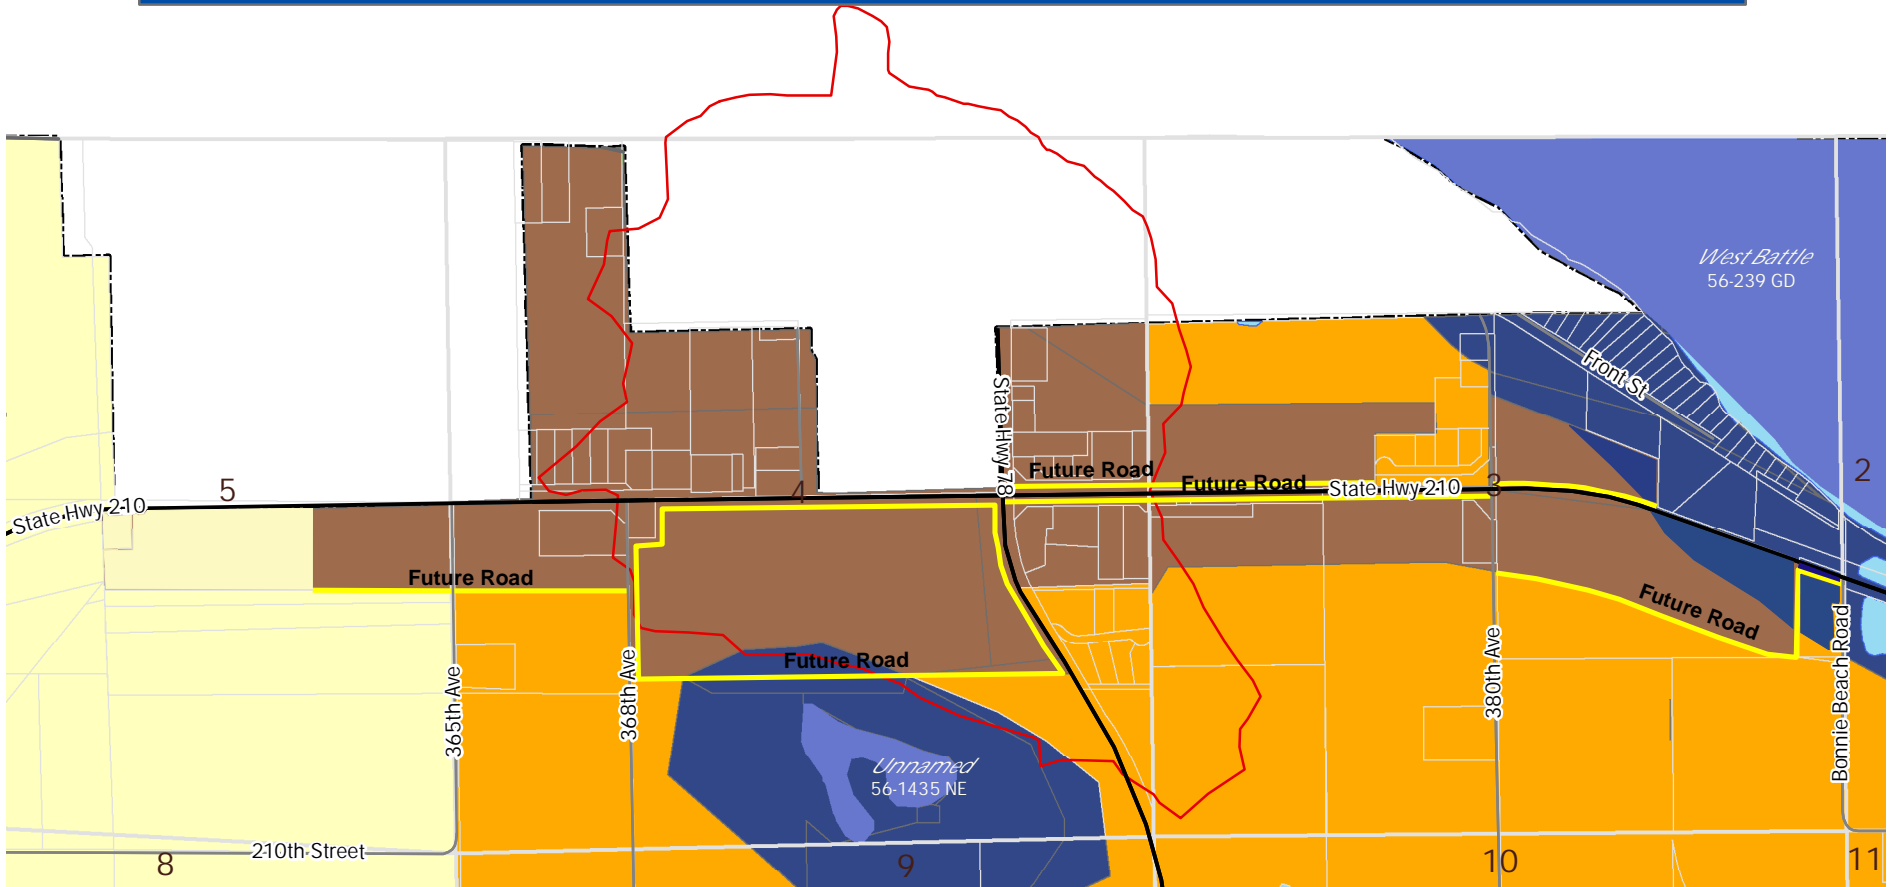 West Battle
56-239 GD
Front St
State Hwy 78
2
5
4
3
Future Road
Future Road
State Hwy 210
State Hwy 210
Future Road
Future Road
Future Road
365th Ave
368th Ave
380th Ave
Bonnie Beach Road
Unnamed
56-1435 NE
210th Street
8
9
10
11